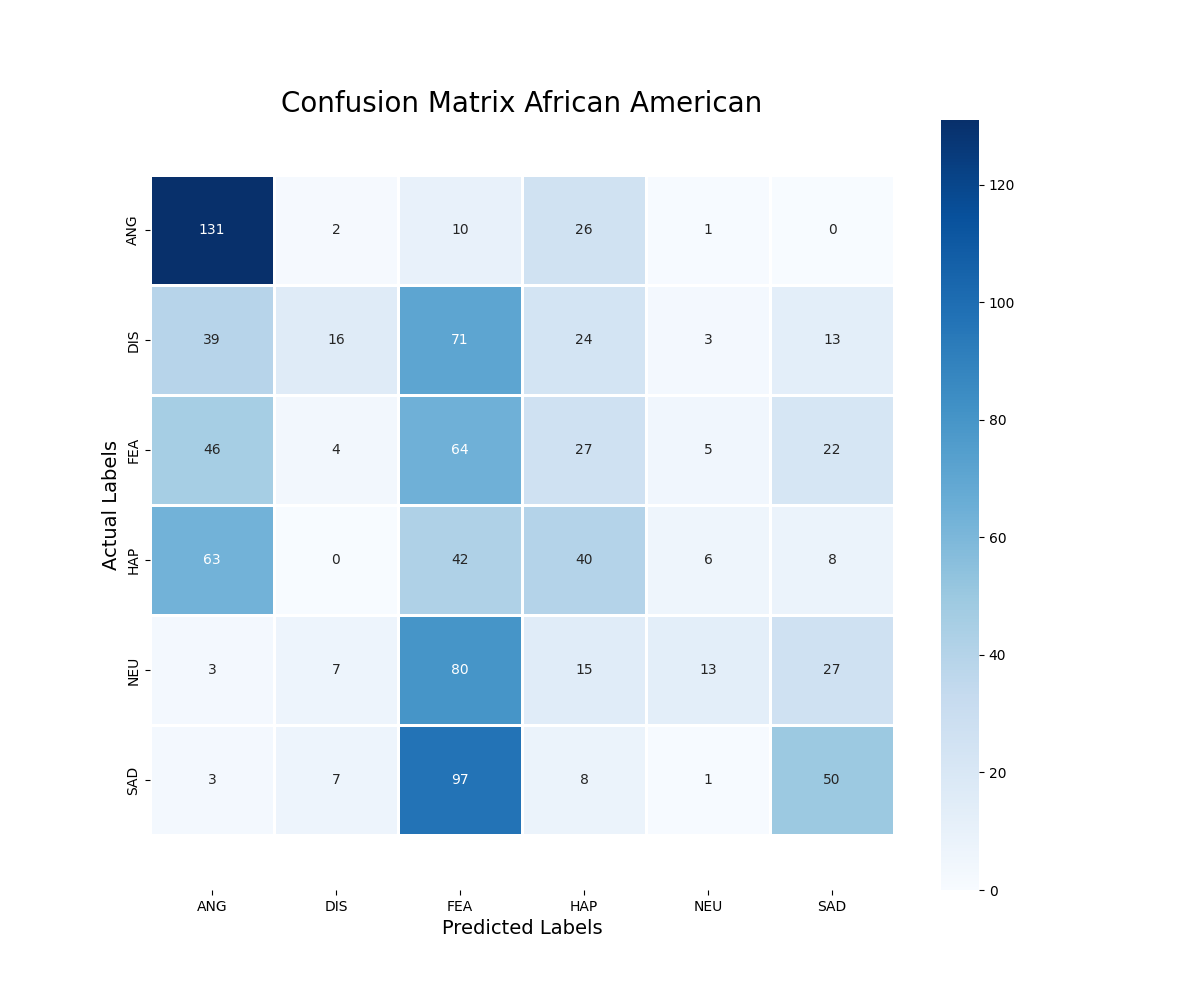 Confusion Matrix African American
ANG 131 2 10 26 1 0
DIS 39 16 71 24 3 13
FEA 46 4 64 27 5 22
HAP 63 0 42 40 6 8
NEU 3 7 80 15 13 27
SAD 3 7 97 8 1 50
Actual Labels
ANG DIS FEA HAP NEU SAD
Predicted Labels
120
100
80
60
40
20
0